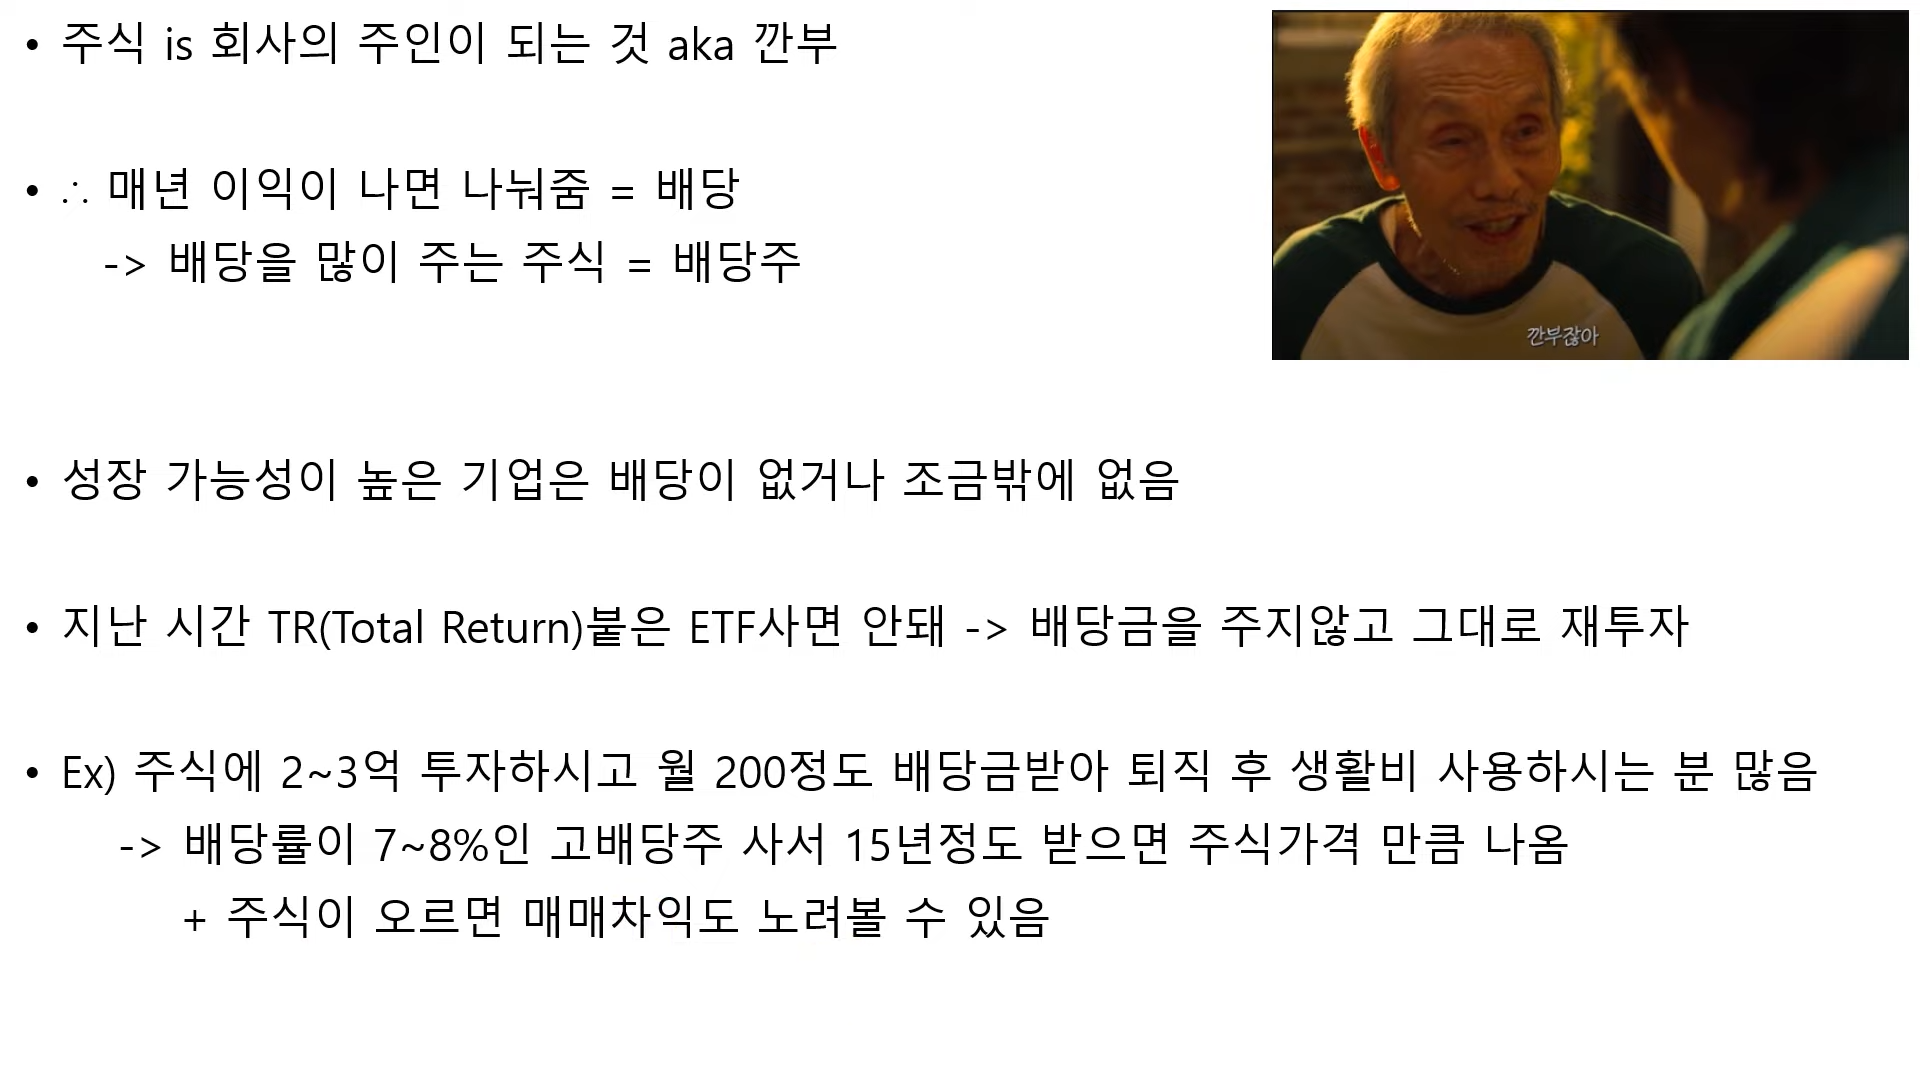 • 주식 is 회사의 주인이 되는 것 aka 깐부
• ∴ 매년 이익이 나면 나눠줌 = 배당
-> 배당을 많이 주는 주식 = 배당주
깐부잖아
• 성장 가능성이 높은 기업은 배당이 없거나 조금밖에 없음
• 지난 시간 TR(Total Return)붙은 ETF사면 안돼 -> 배당금을 주지않고 그대로 재투자
• Ex) 주식에 2~3억 투자하시고 월 200정도 배당금받아 퇴직 후 생활비 사용하시는 분 많음
-> 배당률이 7~8%인 고배당주 사서 15년정도 받으면 주식가격 만큼 나옴
+ 주식이 오르면 매매차익도 노려볼 수 있음